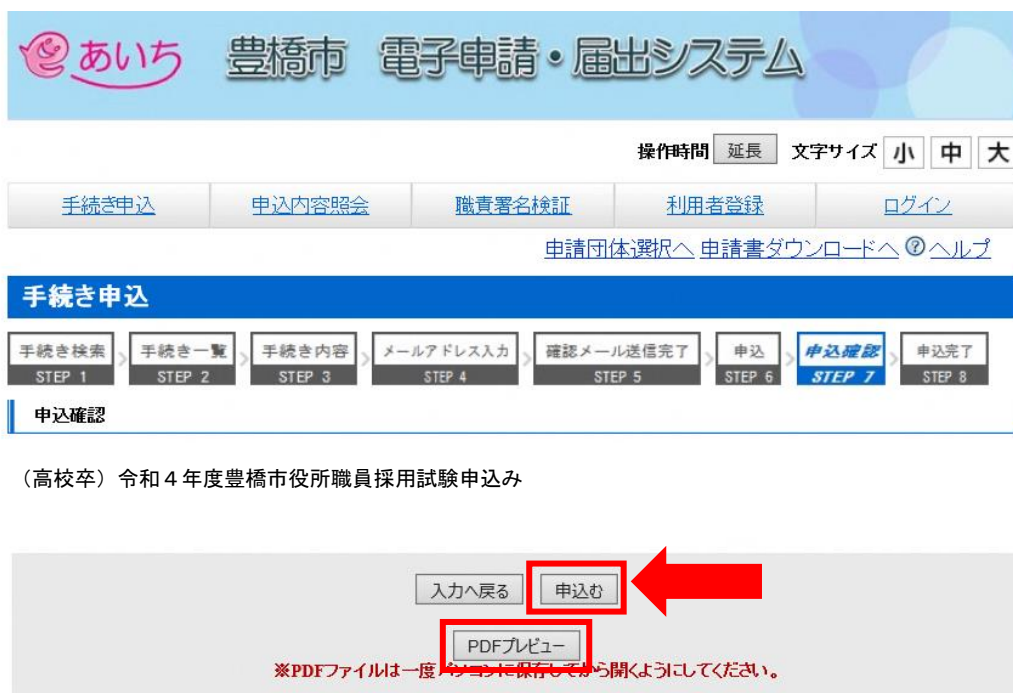 あいち 豊橋市 電子申請・届出システム
操作時間 延長 文字サイズ 小 中 大
手続き申込 申込内容照会 職責署名検証 利用者登録 ログイン
申請団体選択へ 申請書ダウンロードへ ?ヘルプ
手続き申込
手続き検索 手続き一覧 手続き内容 メールアドレス入力 確認メール送信完了 申込 申込確認 申込完了
STEP 1 STEP 2 STEP 3 STEP 4 STEP 5 STEP 6 STEP 7 STEP 8
申込確認
(高校卒)令和4年度豊橋市役所職員採用試験申込み
入力へ戻る 申込む
PDFプレビュー
※PDFファイルは一度パソコンに保存してから開くようにしてください。